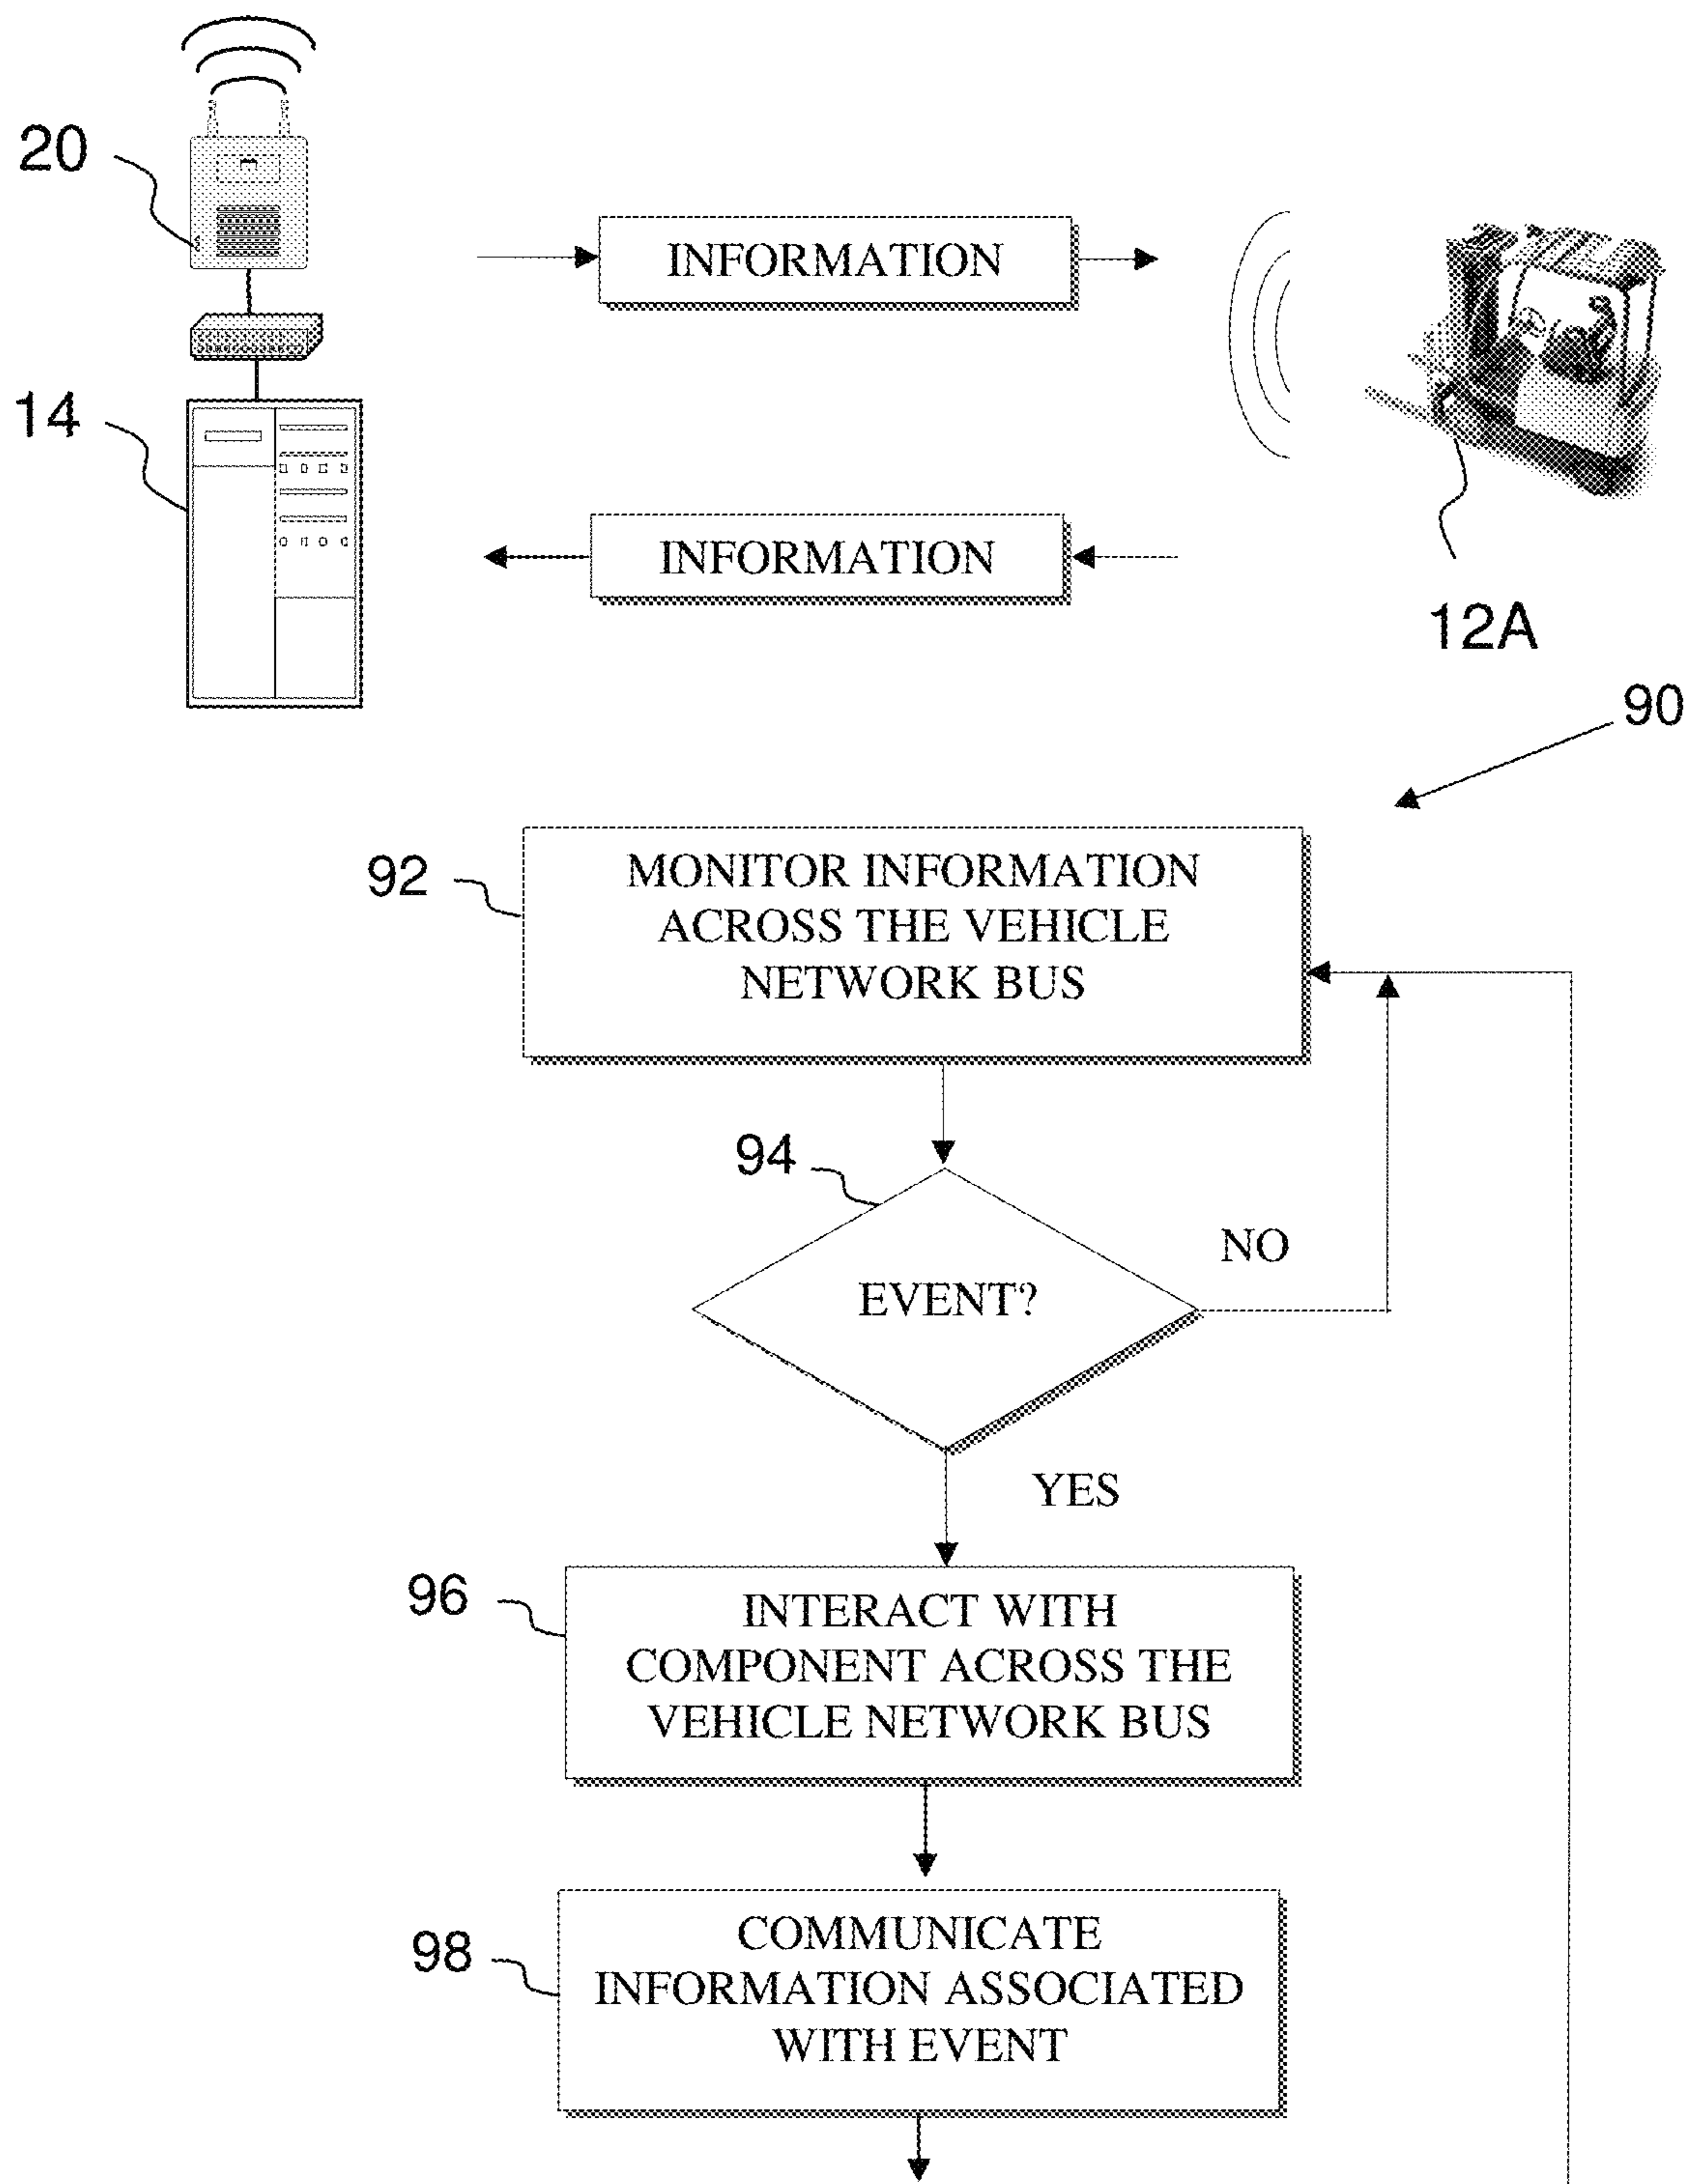 20
INFORMATION
14
INFORMATION
12A
90
92
MONITOR INFORMATION
ACROSS THE VEHICLE
NETWORK BUS
94
EVENT?
NO
YES
96
INTERACT WITH
COMPONENT ACROSS THE
VEHICLE NETWORK BUS
98
COMMUNICATE
INFORMATION ASSOCIATED
WITH EVENT